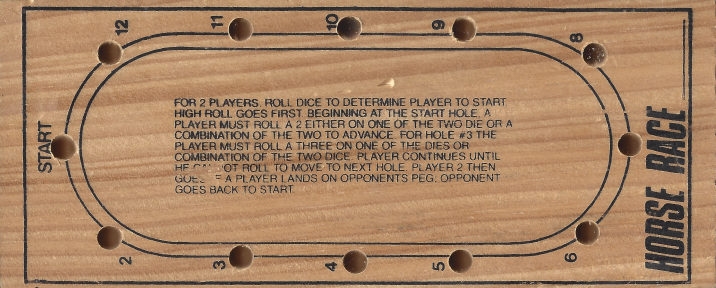 12
11
10
9
8
START
FOR 2 PLAYERS. ROLL DICE TO DETERMINE PLAYER TO START
HIGH ROLL GOES FIRST. BEGINNING AT THE START HOLE, A
PLAYER MUST ROLL A 2 EITHER ON ONE OF THE TWO DIE OR A
COMBINATION OF THE TWO TO ADVANCE. FOR HOLE #3 THE
PLAYER MUST ROLL A THREE ON ONE OF THE DIES OR
COMBINATION OF THE TWO DICE. PLAYER CONTINUES UNTIL
HE OT ROLL TO MOVE TO NEXT HOLE. PLAYER 2 THEN
A PLAYER LANDS ON OPPONENTS PEG; OPPONENT
GOES BACK TO START.
2
3
4
5
6
HORSE RACE